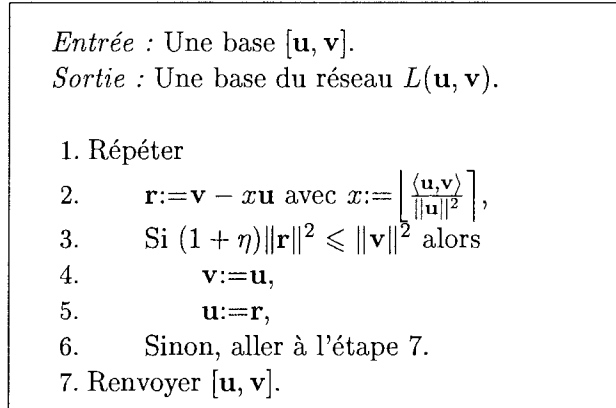 Entrée : Une base [u, v].
Sortie : Une base du réseau L(u, v).
1. Répéter
2. r:=v − xu avec x:=⌊⟨u,v⟩/‖u‖²⌉,
3. Si (1 + η)‖r‖² ⩽ ‖v‖² alors
4. v:=u,
5. u:=r,
6. Sinon, aller à l'étape 7.
7. Renvoyer [u, v].